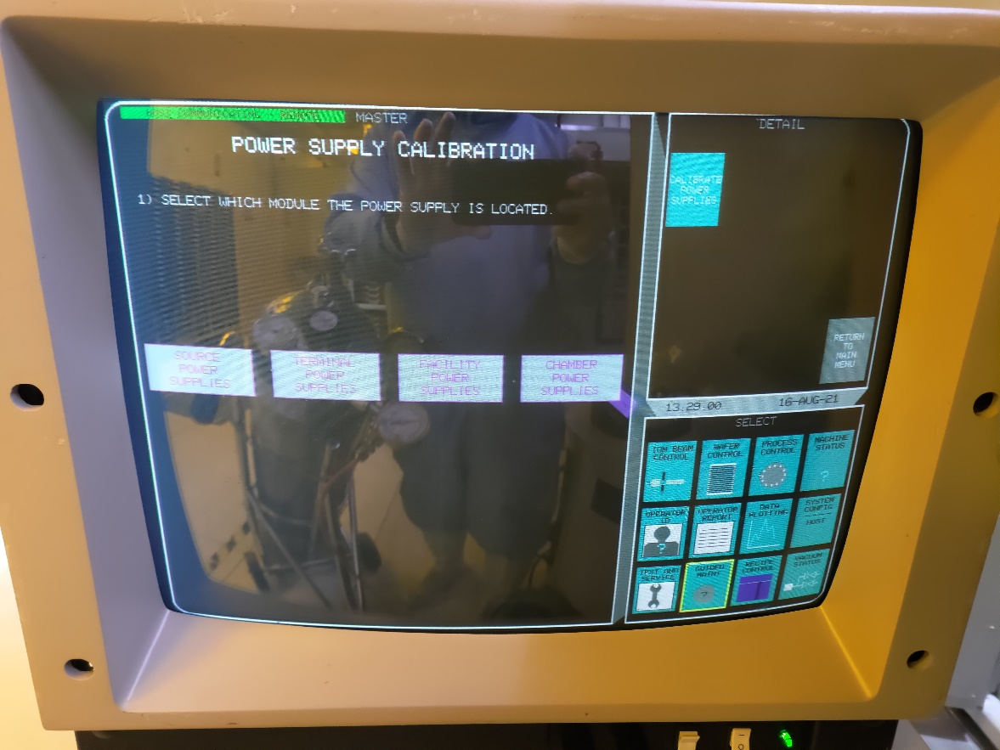 HOST COMMUNICATING - REMOTE
MASTER
POWER SUPPLY CALIBRATION
1) SELECT WHICH MODULE THE POWER SUPPLY IS LOCATED.
SOURCE
POWER
SUPPLIES
TERMINAL
POWER
SUPPLIES
FACILITY
POWER
SUPPLIES
CHAMBER
POWER
SUPPLIES
DETAIL
CALIBRATE
POWER
SUPPLIES
RETURN
TO
MAIN
MENU
13.29.00
16-AUG-21
SELECT
ION BEAM
CONTROL
WAFER
CONTROL
PROCESS
CONTROL
MACHINE
STATUS
?
OPERATOR
ID
?
OPERATOR
REPORT
DATA
PLOTTING
SYSTEM
CONFIG
HOST
TEST AND
SERVICE
GUIDED
MAINT
?
RECIPE
CONTROL
VACUUM
STATUS